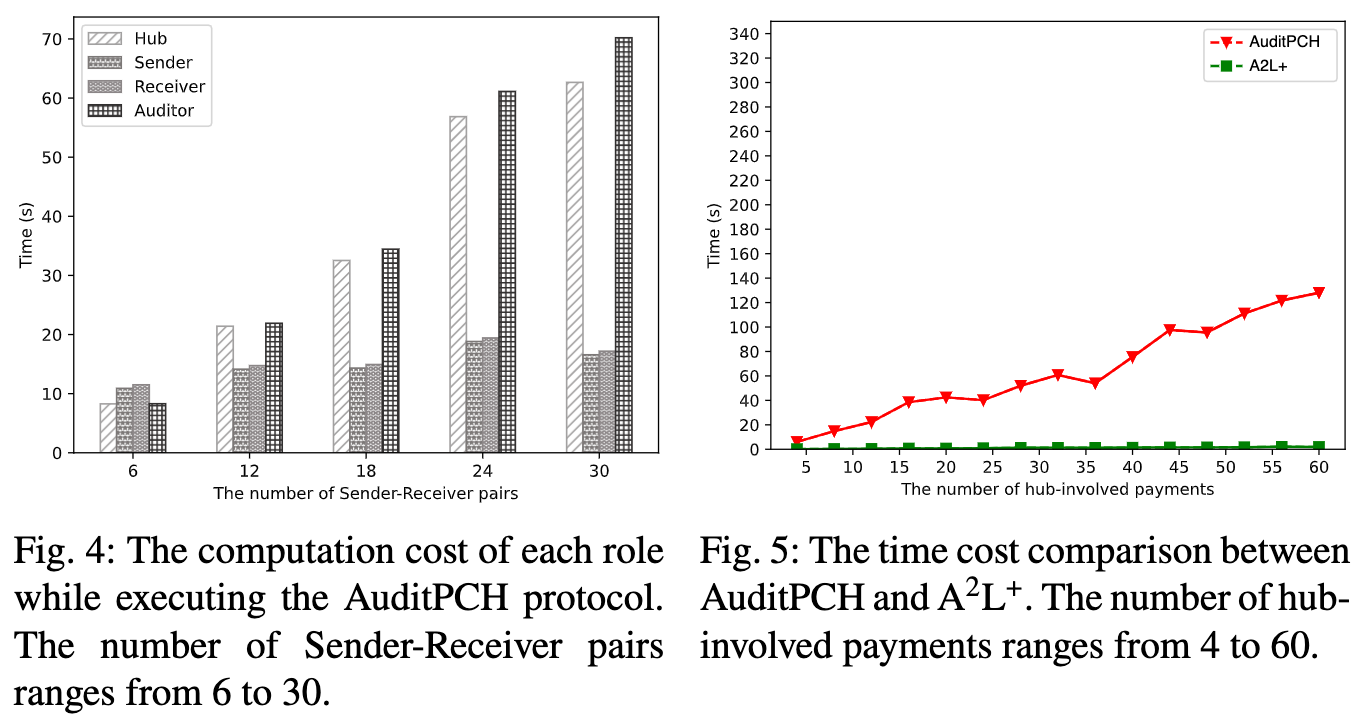 70
60
50
40
30
20
10
0
Time (s)
Hub
Sender
Receiver
Auditor
6 12 18 24 30
The number of Sender-Receiver pairs
340
320
300
280
260
240
220
200
180
160
140
120
100
80
60
40
20
0
Time (s)
AuditPCH
A2L+
5 10 15 20 25 30 35 40 45 50 55 60
The number of hub-involved payments
Fig. 4: The computation cost of each role
while executing the AuditPCH protocol.
The number of Sender-Receiver pairs
ranges from 6 to 30.
Fig. 5: The time cost comparison between
AuditPCH and A²L⁺. The number of hub-
involved payments ranges from 4 to 60.